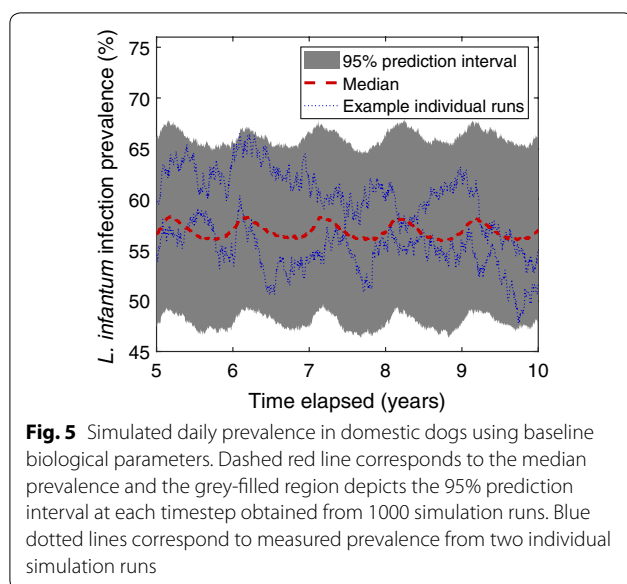 75
70
65
60
55
50
45
L. infantum infection prevalence (%)
95% prediction interval
Median
Example individual runs
5 6 7 8 9 10
Time elapsed (years)
Fig. 5 Simulated daily prevalence in domestic dogs using baseline
biological parameters. Dashed red line corresponds to the median
prevalence and the grey-filled region depicts the 95% prediction
interval at each timestep obtained from 1000 simulation runs. Blue
dotted lines correspond to measured prevalence from two individual
simulation runs